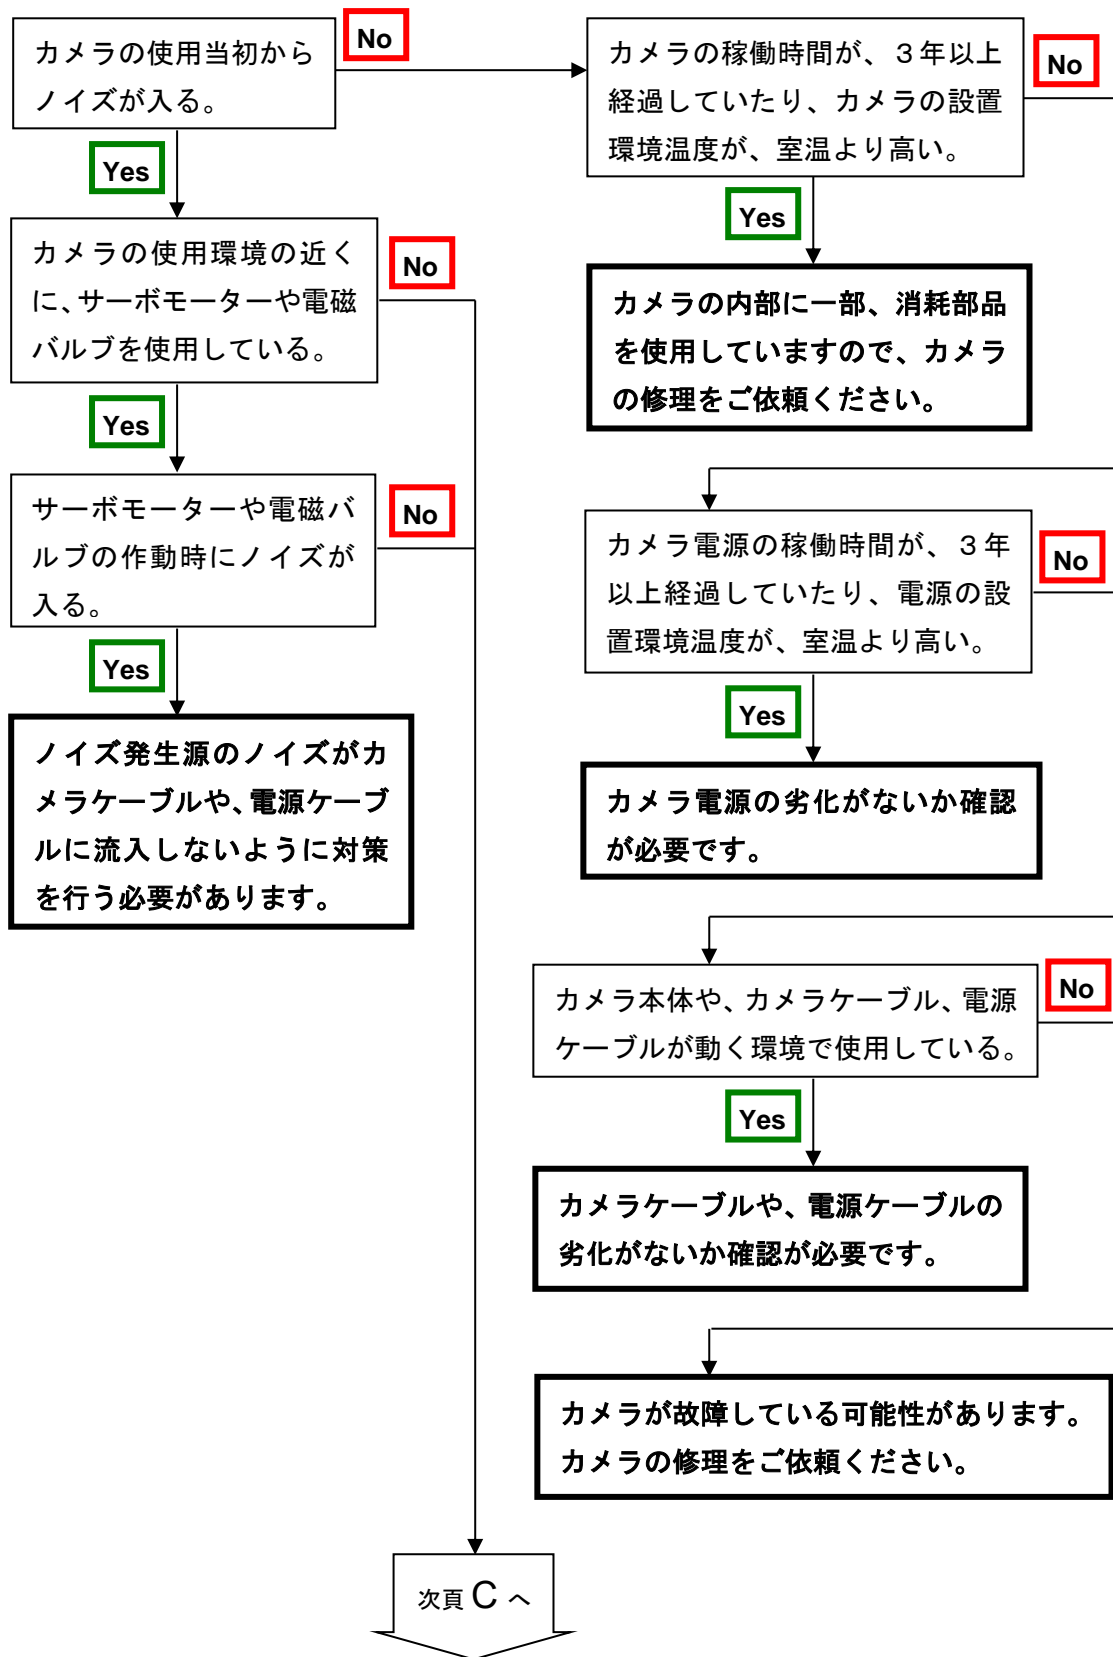 カメラの使用当初から
ノイズが入る。
No
Yes
カメラの使用環境の近く
に、サーボモーターや電磁
バルブを使用している。
No
Yes
サーボモーターや電磁バ
ルブの作動時にノイズが
入る。
No
Yes
ノイズ発生源のノイズがカ
メラケーブルや、電源ケーブ
ルに流入しないように対策
を行う必要があります。
カメラの稼働時間が、３年以上
経過していたり、カメラの設置
環境温度が、室温より高い。
No
Yes
カメラの内部に一部、消耗部品
を使用していますので、カメラ
の修理をご依頼ください。
カメラ電源の稼働時間が、３年
以上経過していたり、電源の設
置環境温度が、室温より高い。
No
Yes
カメラ電源の劣化がないか確認
が必要です。
カメラ本体や、カメラケーブル、電源
ケーブルが動く環境で使用している。
No
Yes
カメラケーブルや、電源ケーブルの
劣化がないか確認が必要です。
カメラが故障している可能性があります。
カメラの修理をご依頼ください。
次頁 C へ